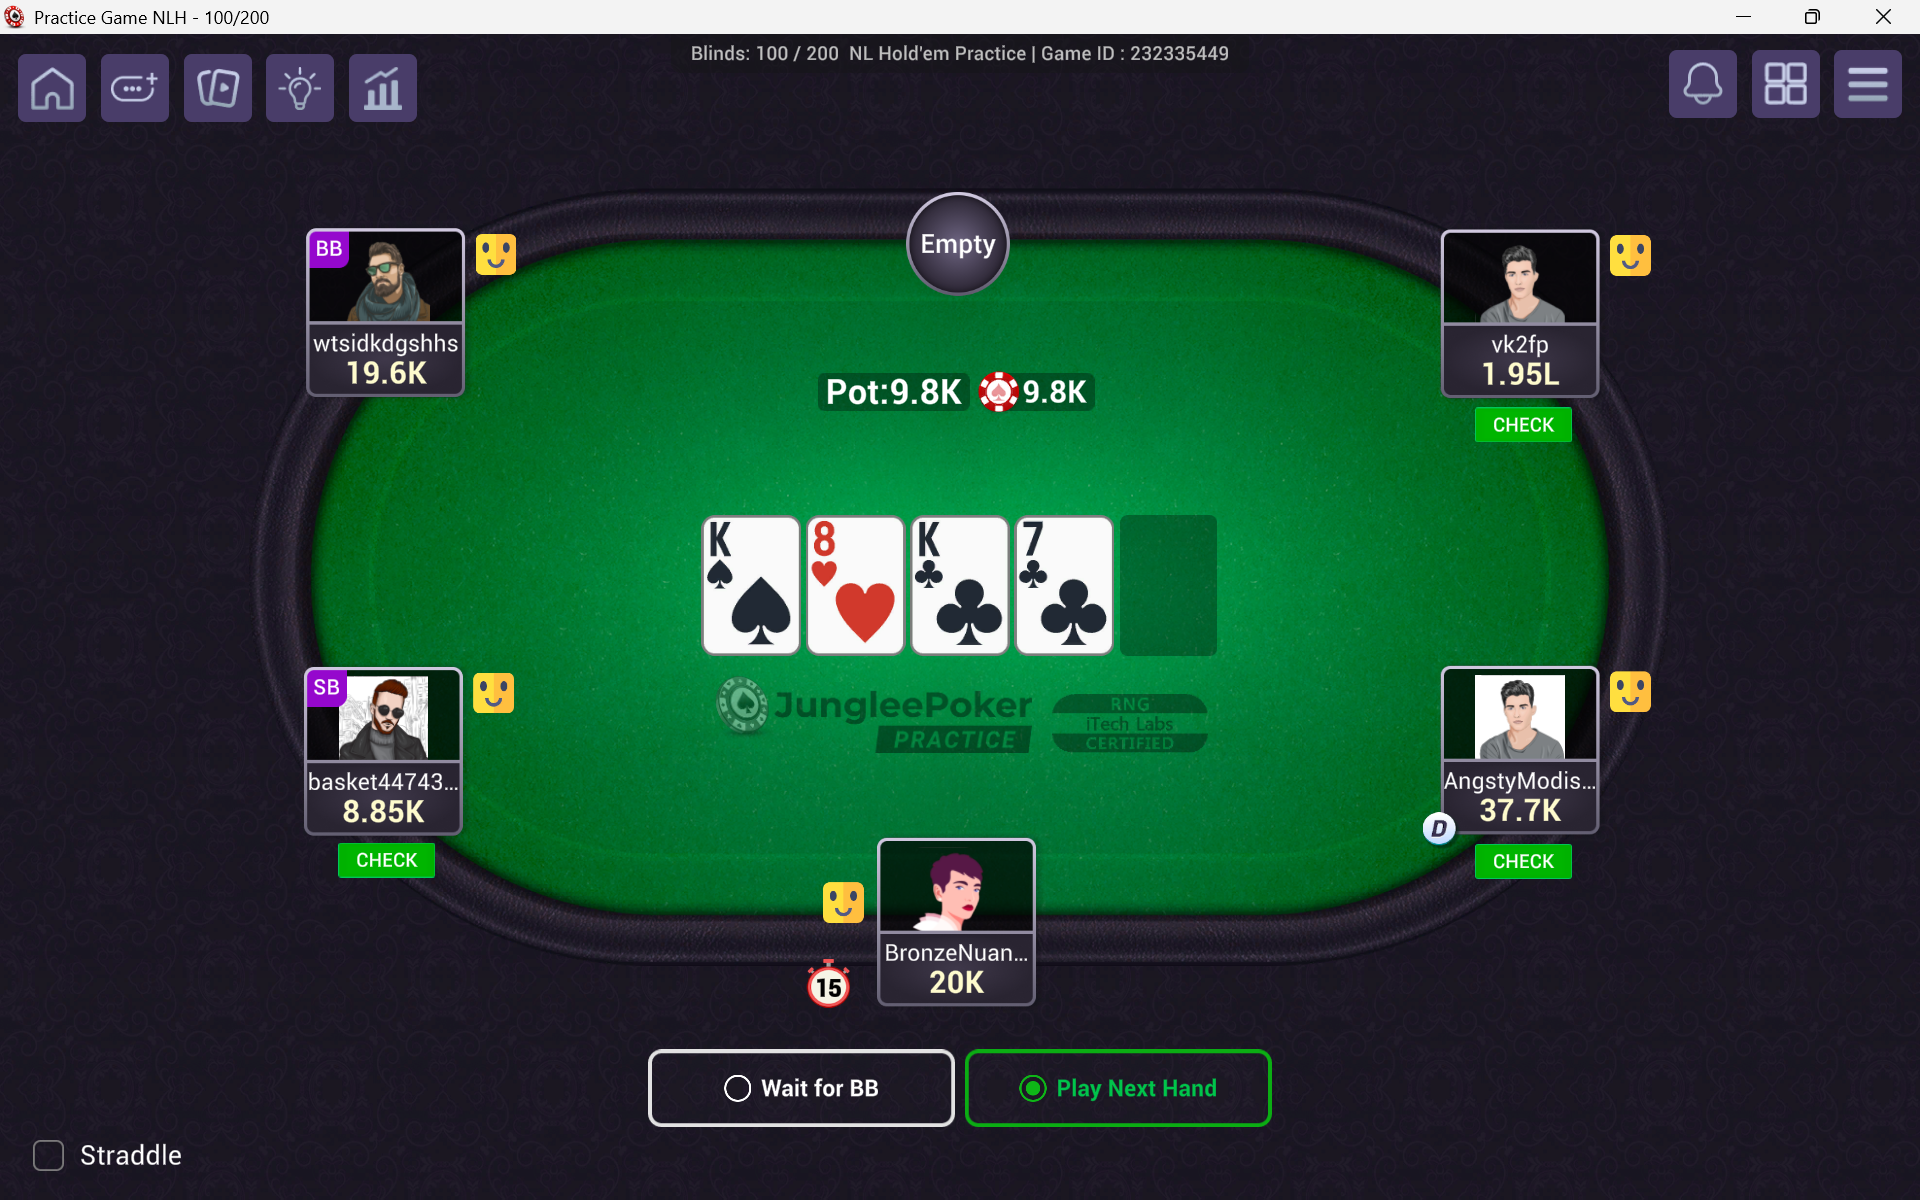 Practice Game NLH - 100/200
Blinds: 100 / 200 NL Hold'em Practice | Game ID : 232335449
Empty
BB
wtsidkdgshhs
19.6K
vk2fp
1.95L
CHECK
Pot:9.8K 9.8K
K 8 K 7
JungleePoker
PRACTICE
RNG
iTech Labs
CERTIFIED
SB
basket44743...
8.85K
CHECK
AngstyModis...
37.7K
D
CHECK
BronzeNuan...
20K
15
Wait for BB
Play Next Hand
Straddle